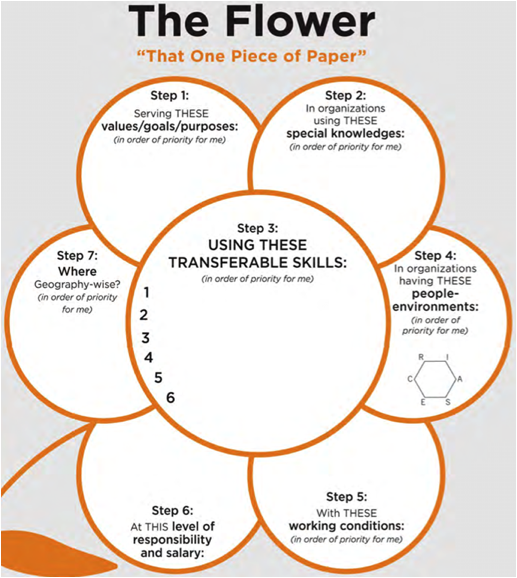 The Flower
“That One Piece of Paper”
Step 1:
Serving THESE
values/goals/purposes:
(in order of priority for me)
Step 2:
In organizations
using THESE
special knowledges:
(in order of priority for me)
Step 3:
USING THESE
TRANSFERABLE SKILLS:
(in order of priority for me)
1
2
3
4
5
6
Step 4:
In organizations
having THESE
people-
environments:
(in order of
priority for me)
R I
C A
E S
Step 7:
Where
Geography-wise?
(in order of priority
for me)
Step 6:
At THIS level of
responsibility
and salary:
Step 5:
With THESE
working conditions:
(in order of priority for me)